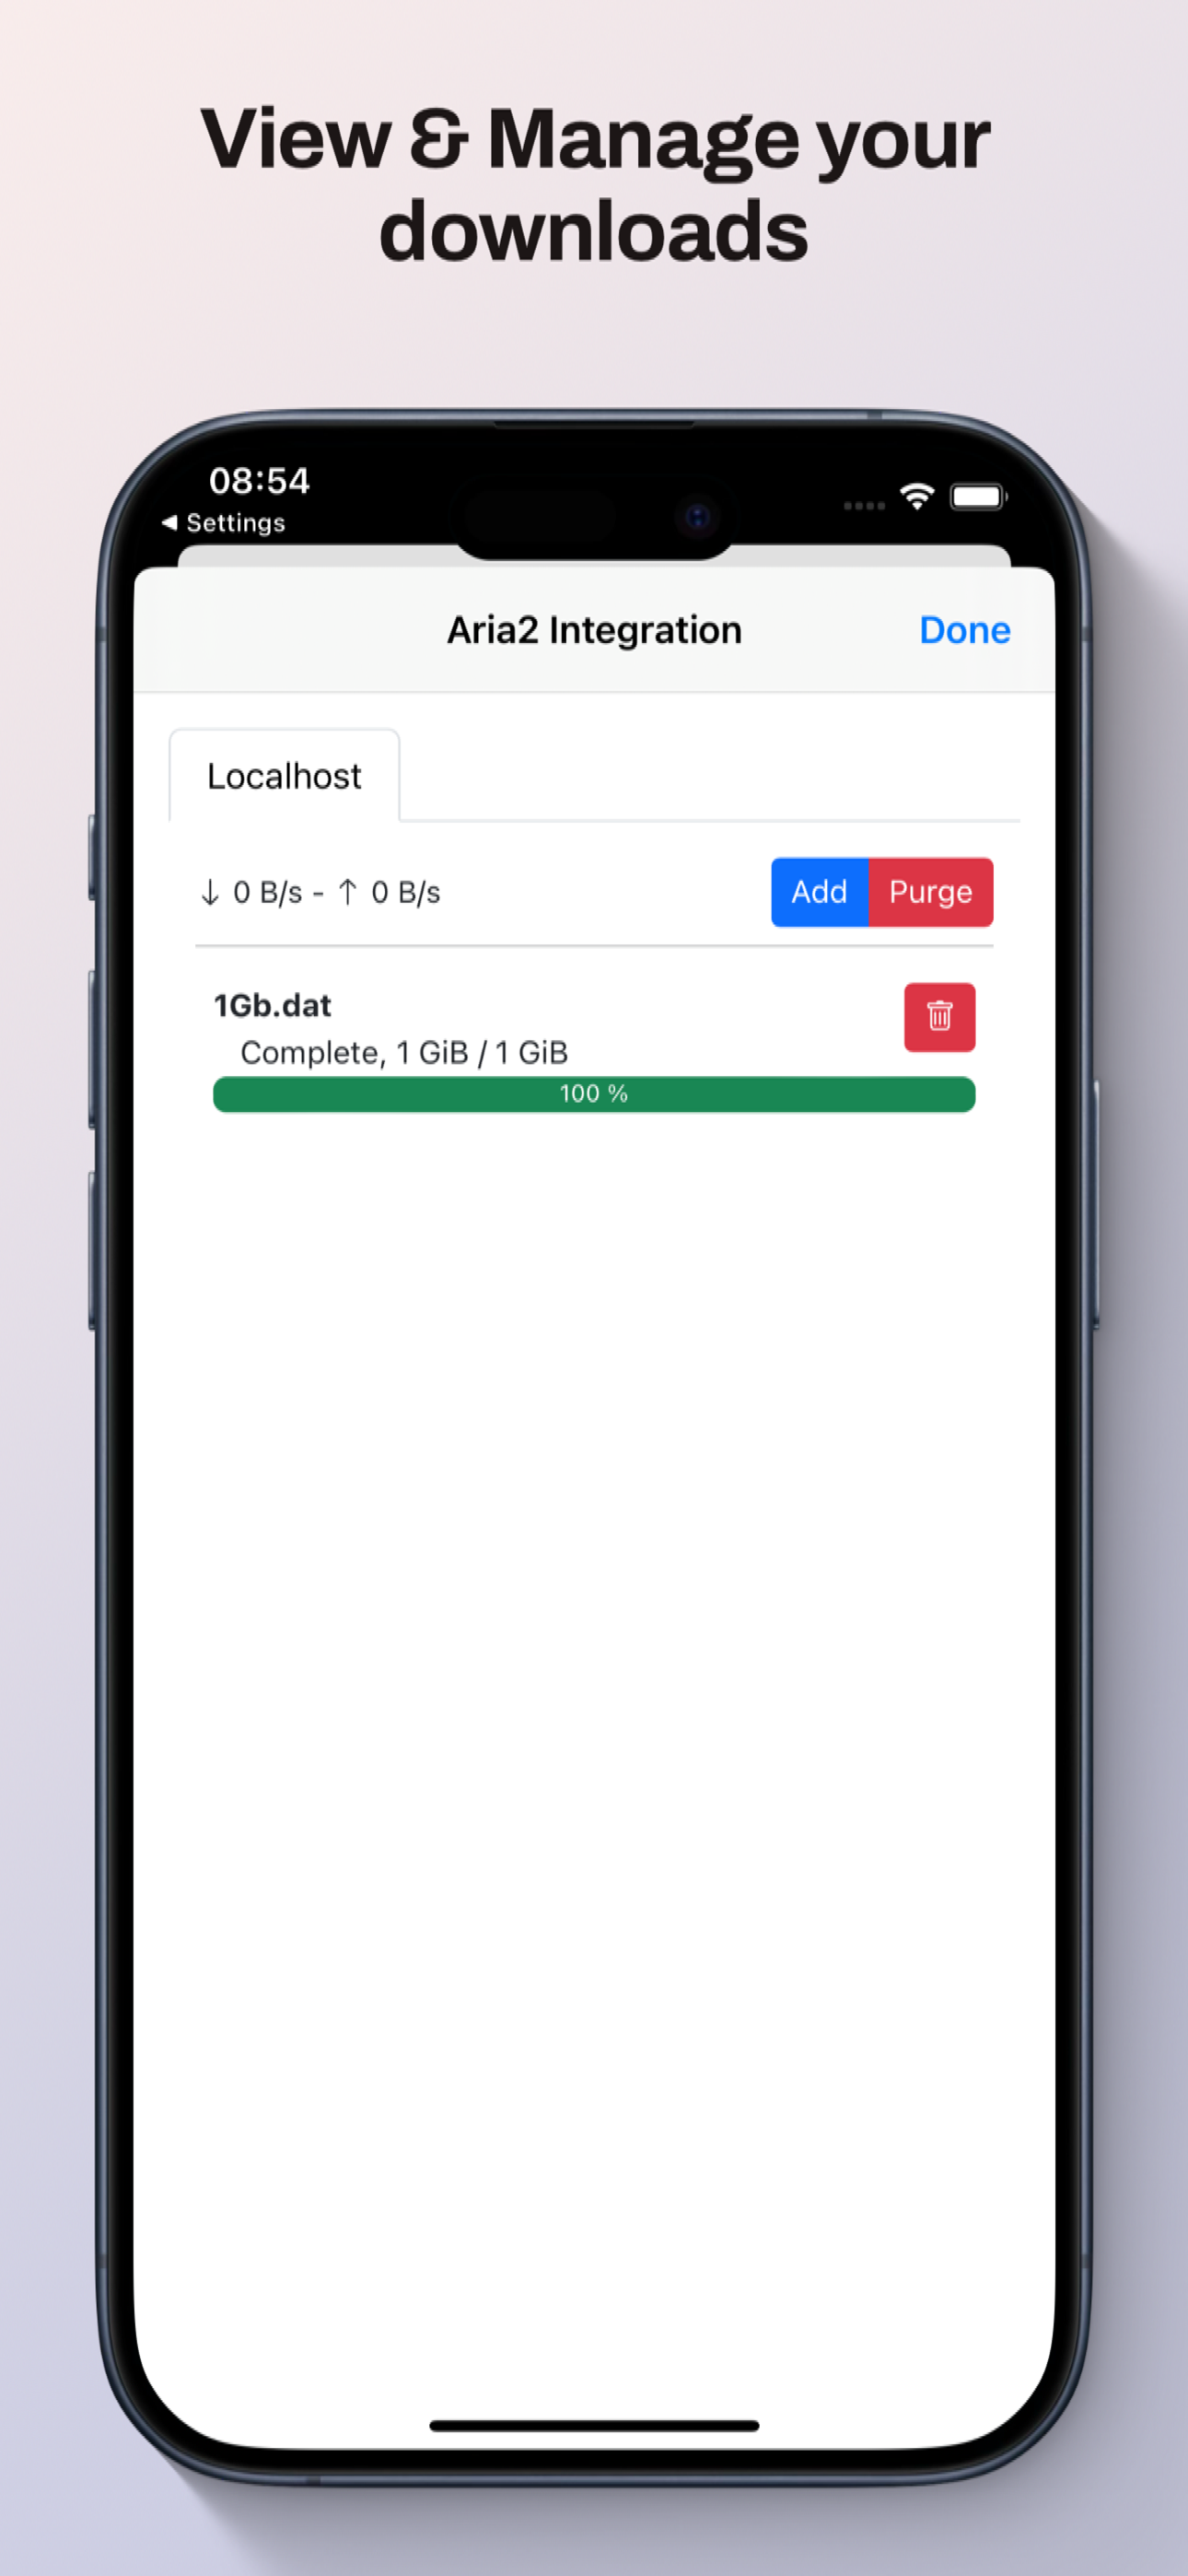 View & Manage your
downloads
08:54
◀ Settings
Aria2 Integration
Done
Localhost
↓ 0 B/s - ↑ 0 B/s
Add
Purge
1Gb.dat
Complete, 1 GiB / 1 GiB
100 %